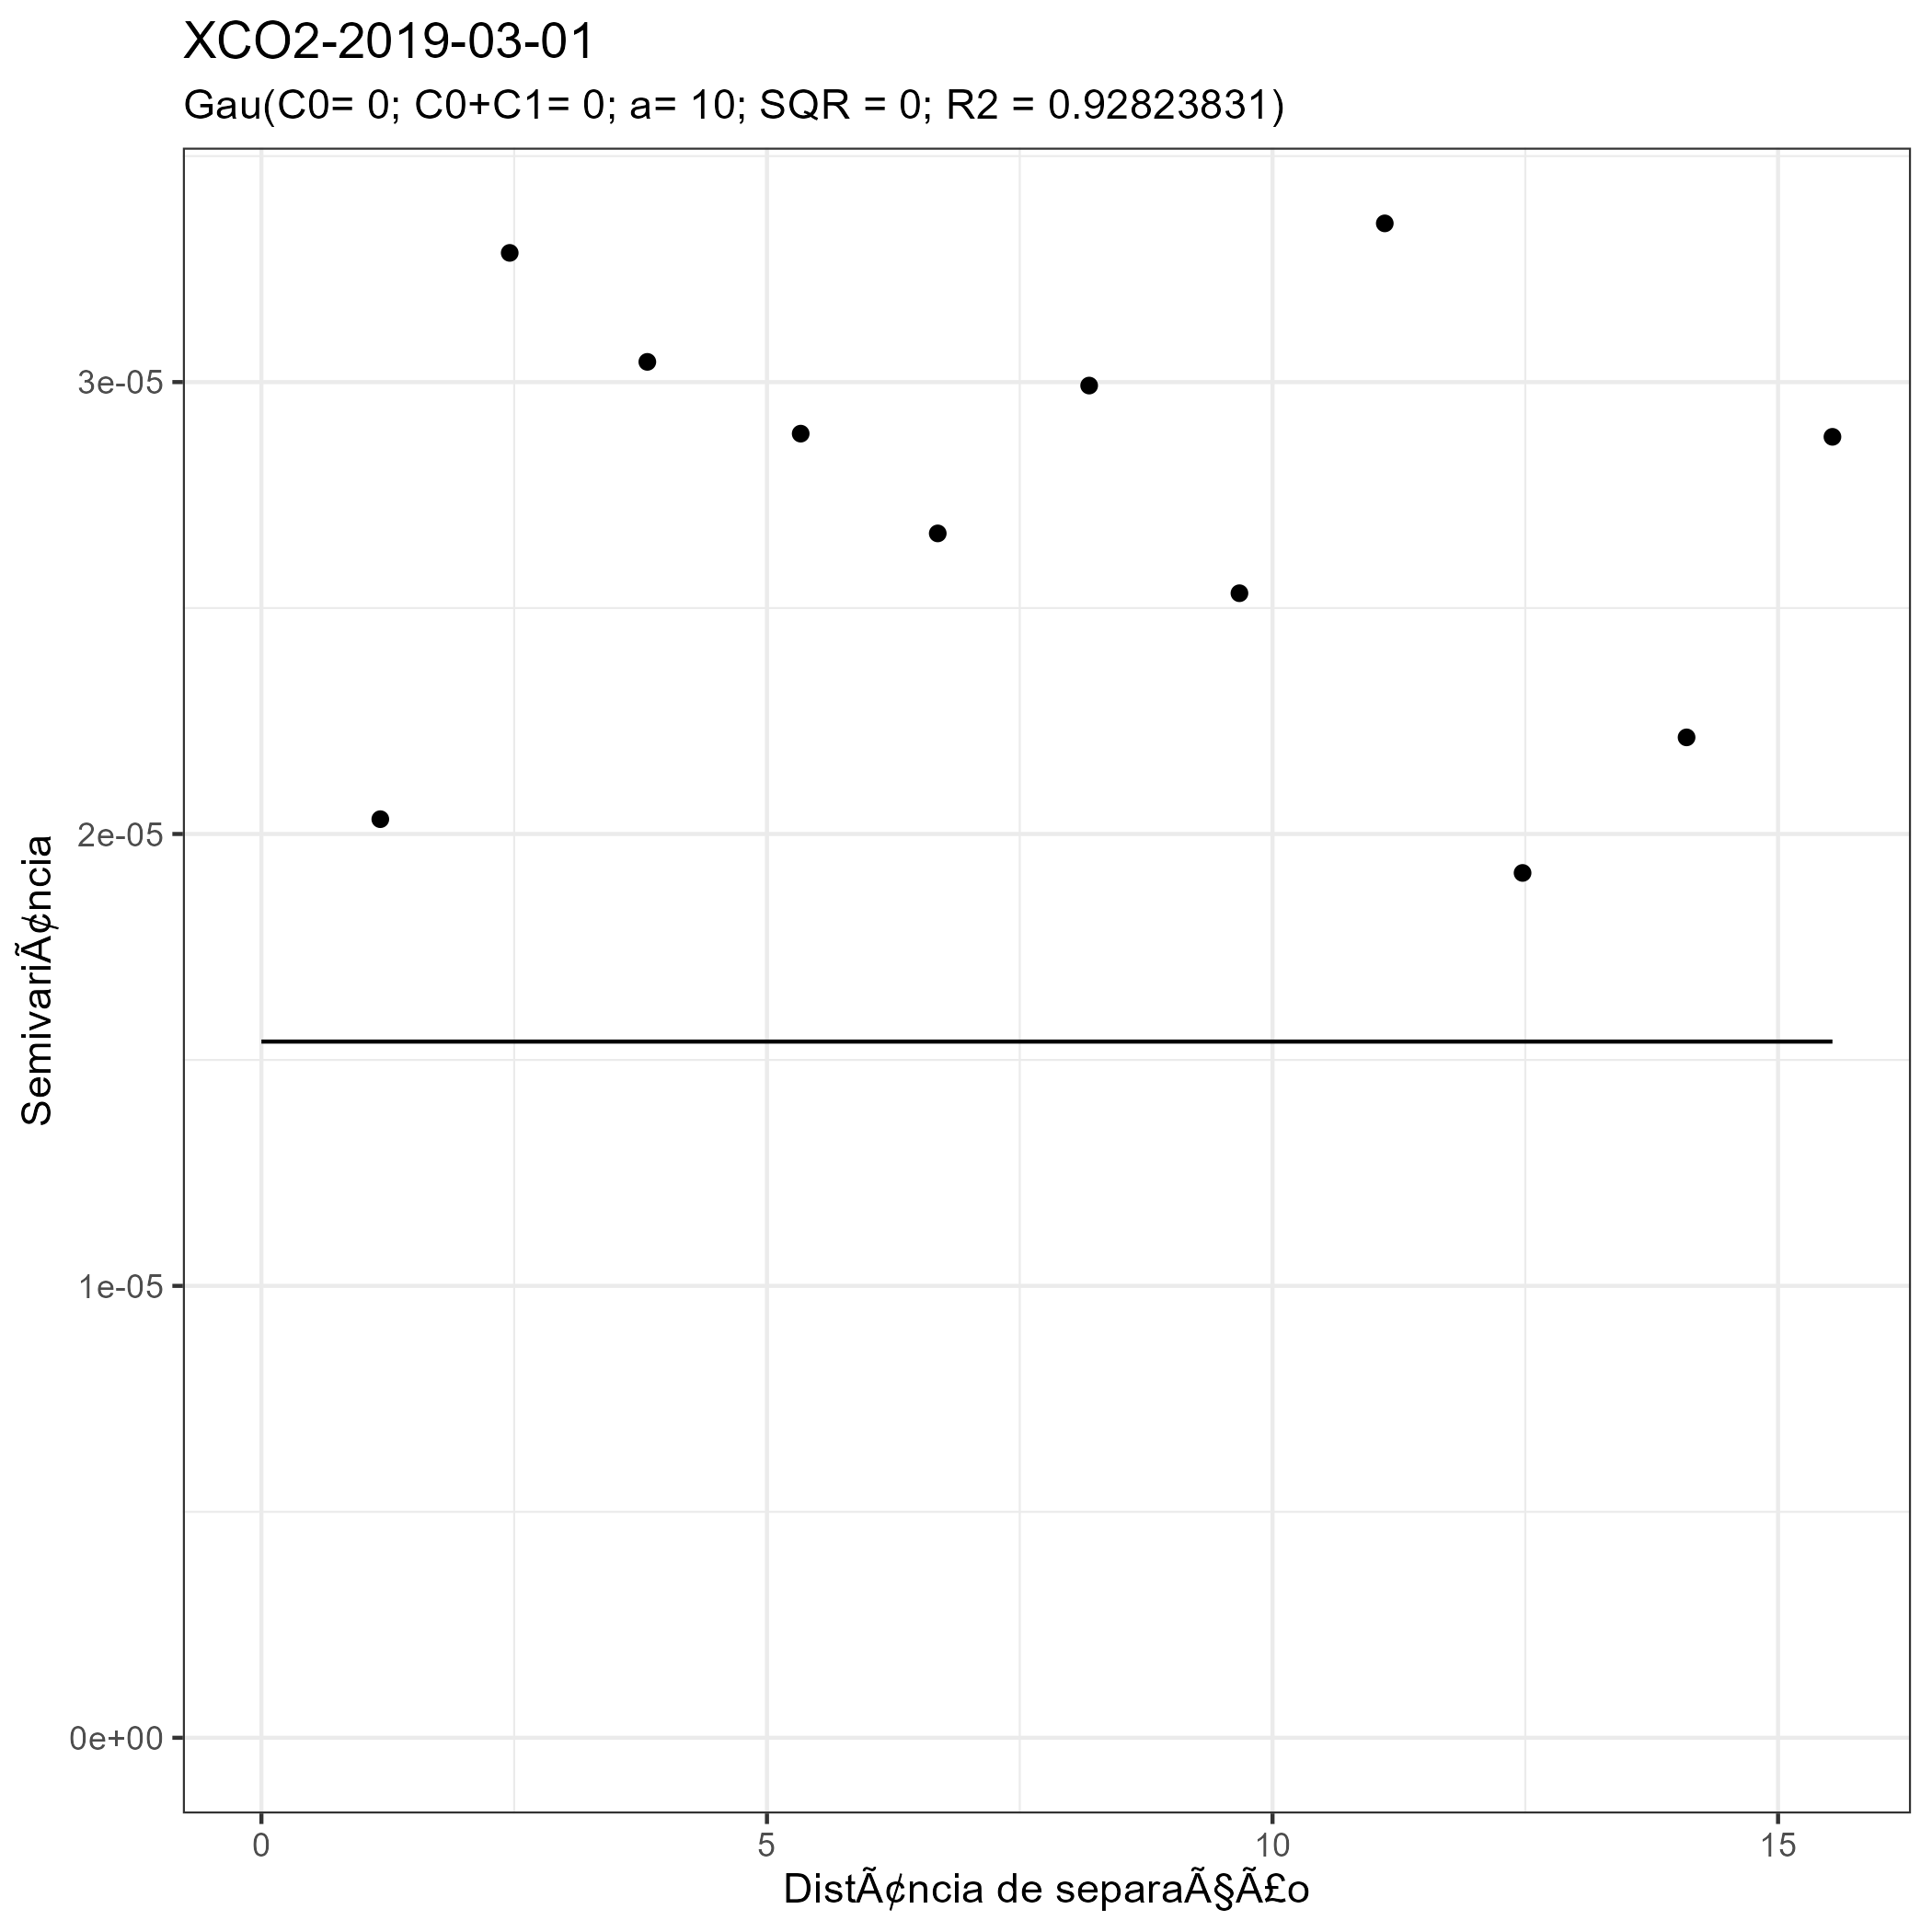 XCO2-2019-03-01
Gau(C0= 0; C0+C1= 0; a= 10; SQR = 0; R2 = 0.92823831)
SemivariÃ¢ncia
3e-05
2e-05
1e-05
0e+00
0
5
10
15
DistÃ¢ncia de separaÃ§Ã£o